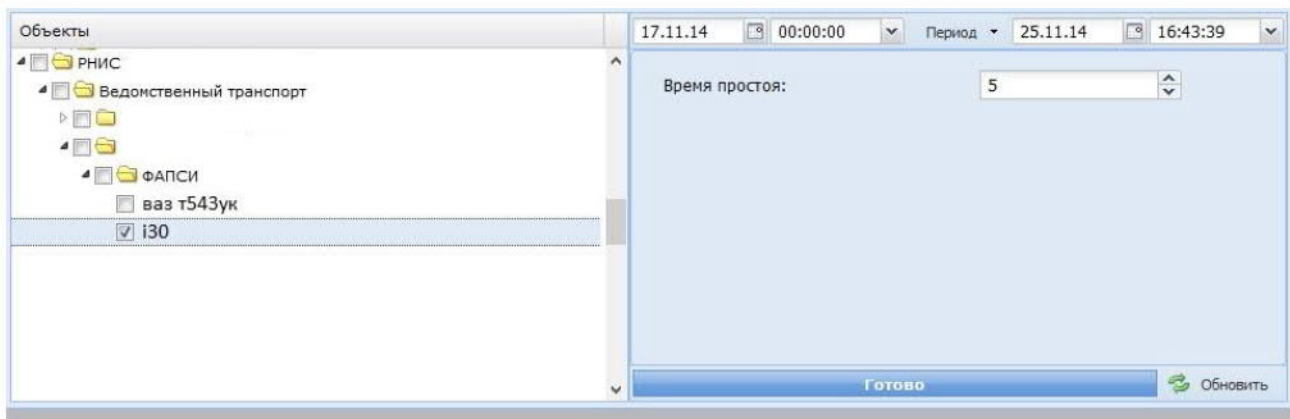 Объекты
РНИС
Ведомственный транспорт
ФАПСИ
ваз т543ук
i30
17.11.14 00:00:00 Период 25.11.14 16:43:39
Время простоя: 5
Готово Обновить